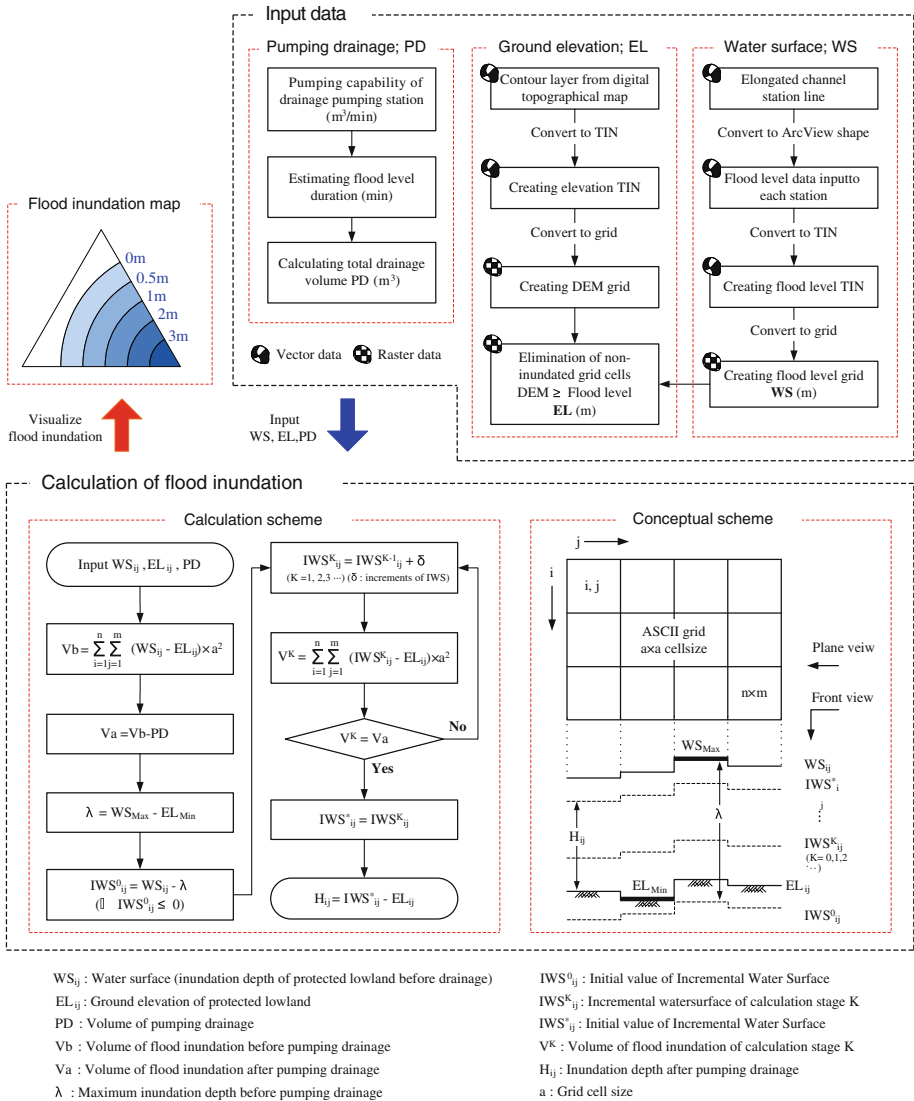 Input data
Pumping drainage; PD
Pumping capability of
drainage pumping station
(m³/min)
Estimating flood level
duration (min)
Calculating total drainage
volume PD (m³)
Vector data
Raster data
Ground elevation; EL
Contour layer from digital
topographical map
Convert to TIN
Creating elevation TIN
Convert to grid
Creating DEM grid
Elimination of non-
inundated grid cells
DEM ≥ Flood level
EL (m)
Water surface; WS
Elongated channel
station line
Convert to ArcView shape
Flood level data inputto
each station
Convert to TIN
Creating flood level TIN
Convert to grid
Creating flood level grid
WS (m)
Flood inundation map
0m
0.5m
1m
2m
3m
Visualize
flood inundation
Input
WS, EL,PD
Calculation of flood inundation
Calculation scheme
Input WSij , ELij , PD
Vb = n∑i=1 m∑j=1 (WSij - ELij)×a²
Va =Vb-PD
λ = WSMax - ELMin
IWS⁰ij = WSij - λ
(▯ IWS⁰ij ≤ 0)
IWSᴷij = IWSᴷ⁻¹ij + δ
(K =1, 2,3 ···) (δ : increments of IWS)
Vᴷ = n∑i=1 m∑j=1 (IWSᴷij - ELij)×a²
Vᴷ = Va
No
Yes
IWS*ij = IWSᴷij
Hij = IWS*ij - ELij
Conceptual scheme
j
i
i, j
ASCII grid
a×a cellsize
n×m
Plane veiw
Front view
WSMax
WSij
IWS*i
j
⋮
Hij
λ
IWSᴷij
(K= 0,1,2
···)
ELMin
ELij
IWS⁰ij
WSij : Water surface (inundation depth of protected lowland before drainage)
ELij : Ground elevation of protected lowland
PD : Volume of pumping drainage
Vb : Volume of flood inundation before pumping drainage
Va : Volume of flood inundation after pumping drainage
λ : Maximum inundation depth before pumping drainage
IWS⁰ij : Initial value of Incremental Water Surface
IWSᴷij : Incremental watersurface of calculation stage K
IWS*ij : Initial value of Incremental Water Surface
Vᴷ : Volume of flood inundation of calculation stage K
Hij : Inundation depth after pumping drainage
a : Grid cell size